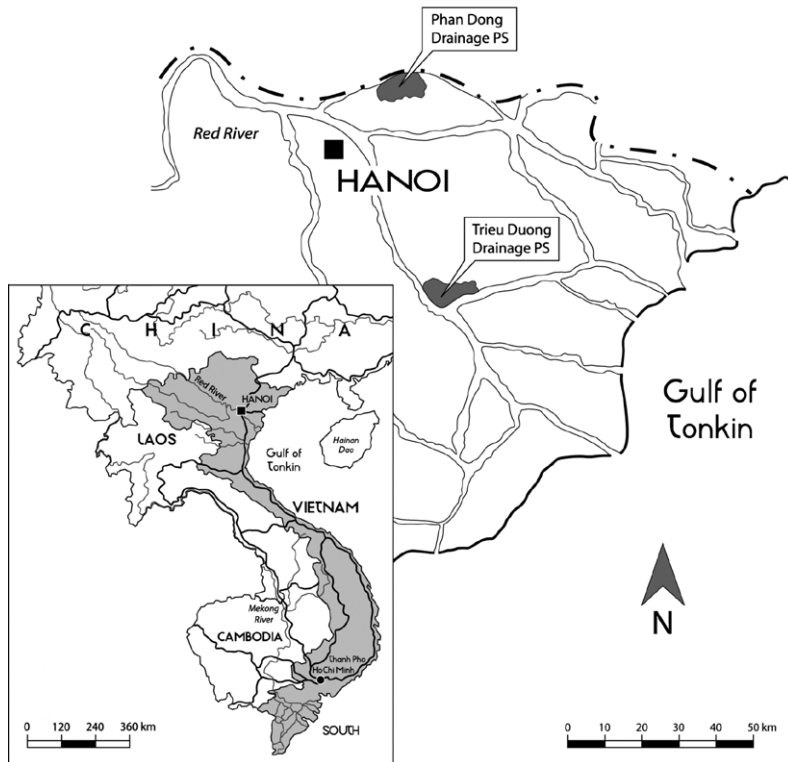 Phan Dong
Drainage PS
Red River
HANOI
Trieu Duong
Drainage PS
Gulf of
Tonkin
N
0 10 20 30 40 50 km
C H I N A
Red River
HANOI
LAOS
Gulf of
Tonkin
Hainan
Dao
VIETNAM
Mekong
River
CAMBODIA
Thanh Pho
Ho Chi Minh
SOUTH
0 120 240 360 km